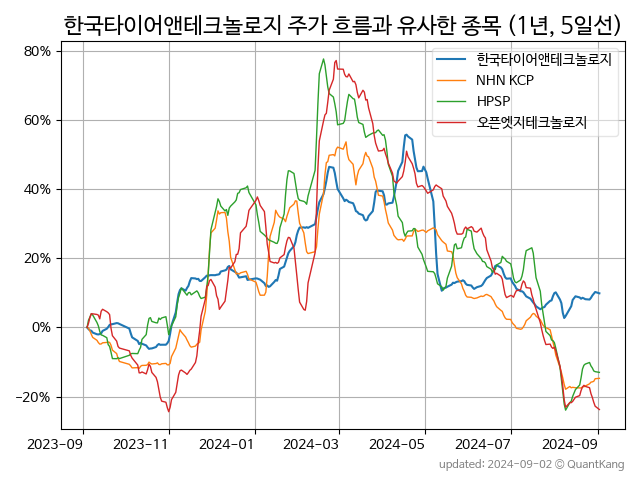 한국타이어앤테크놀로지 주가 흐름과 유사한 종목 (1년, 5일선)
80%
60%
40%
20%
0%
−20%
한국타이어앤테크놀로지
NHN KCP
HPSP
오픈엣지테크놀로지
2023-09 2023-11 2024-01 2024-03 2024-05 2024-07 2024-09
updated: 2024-09-02 © QuantKang